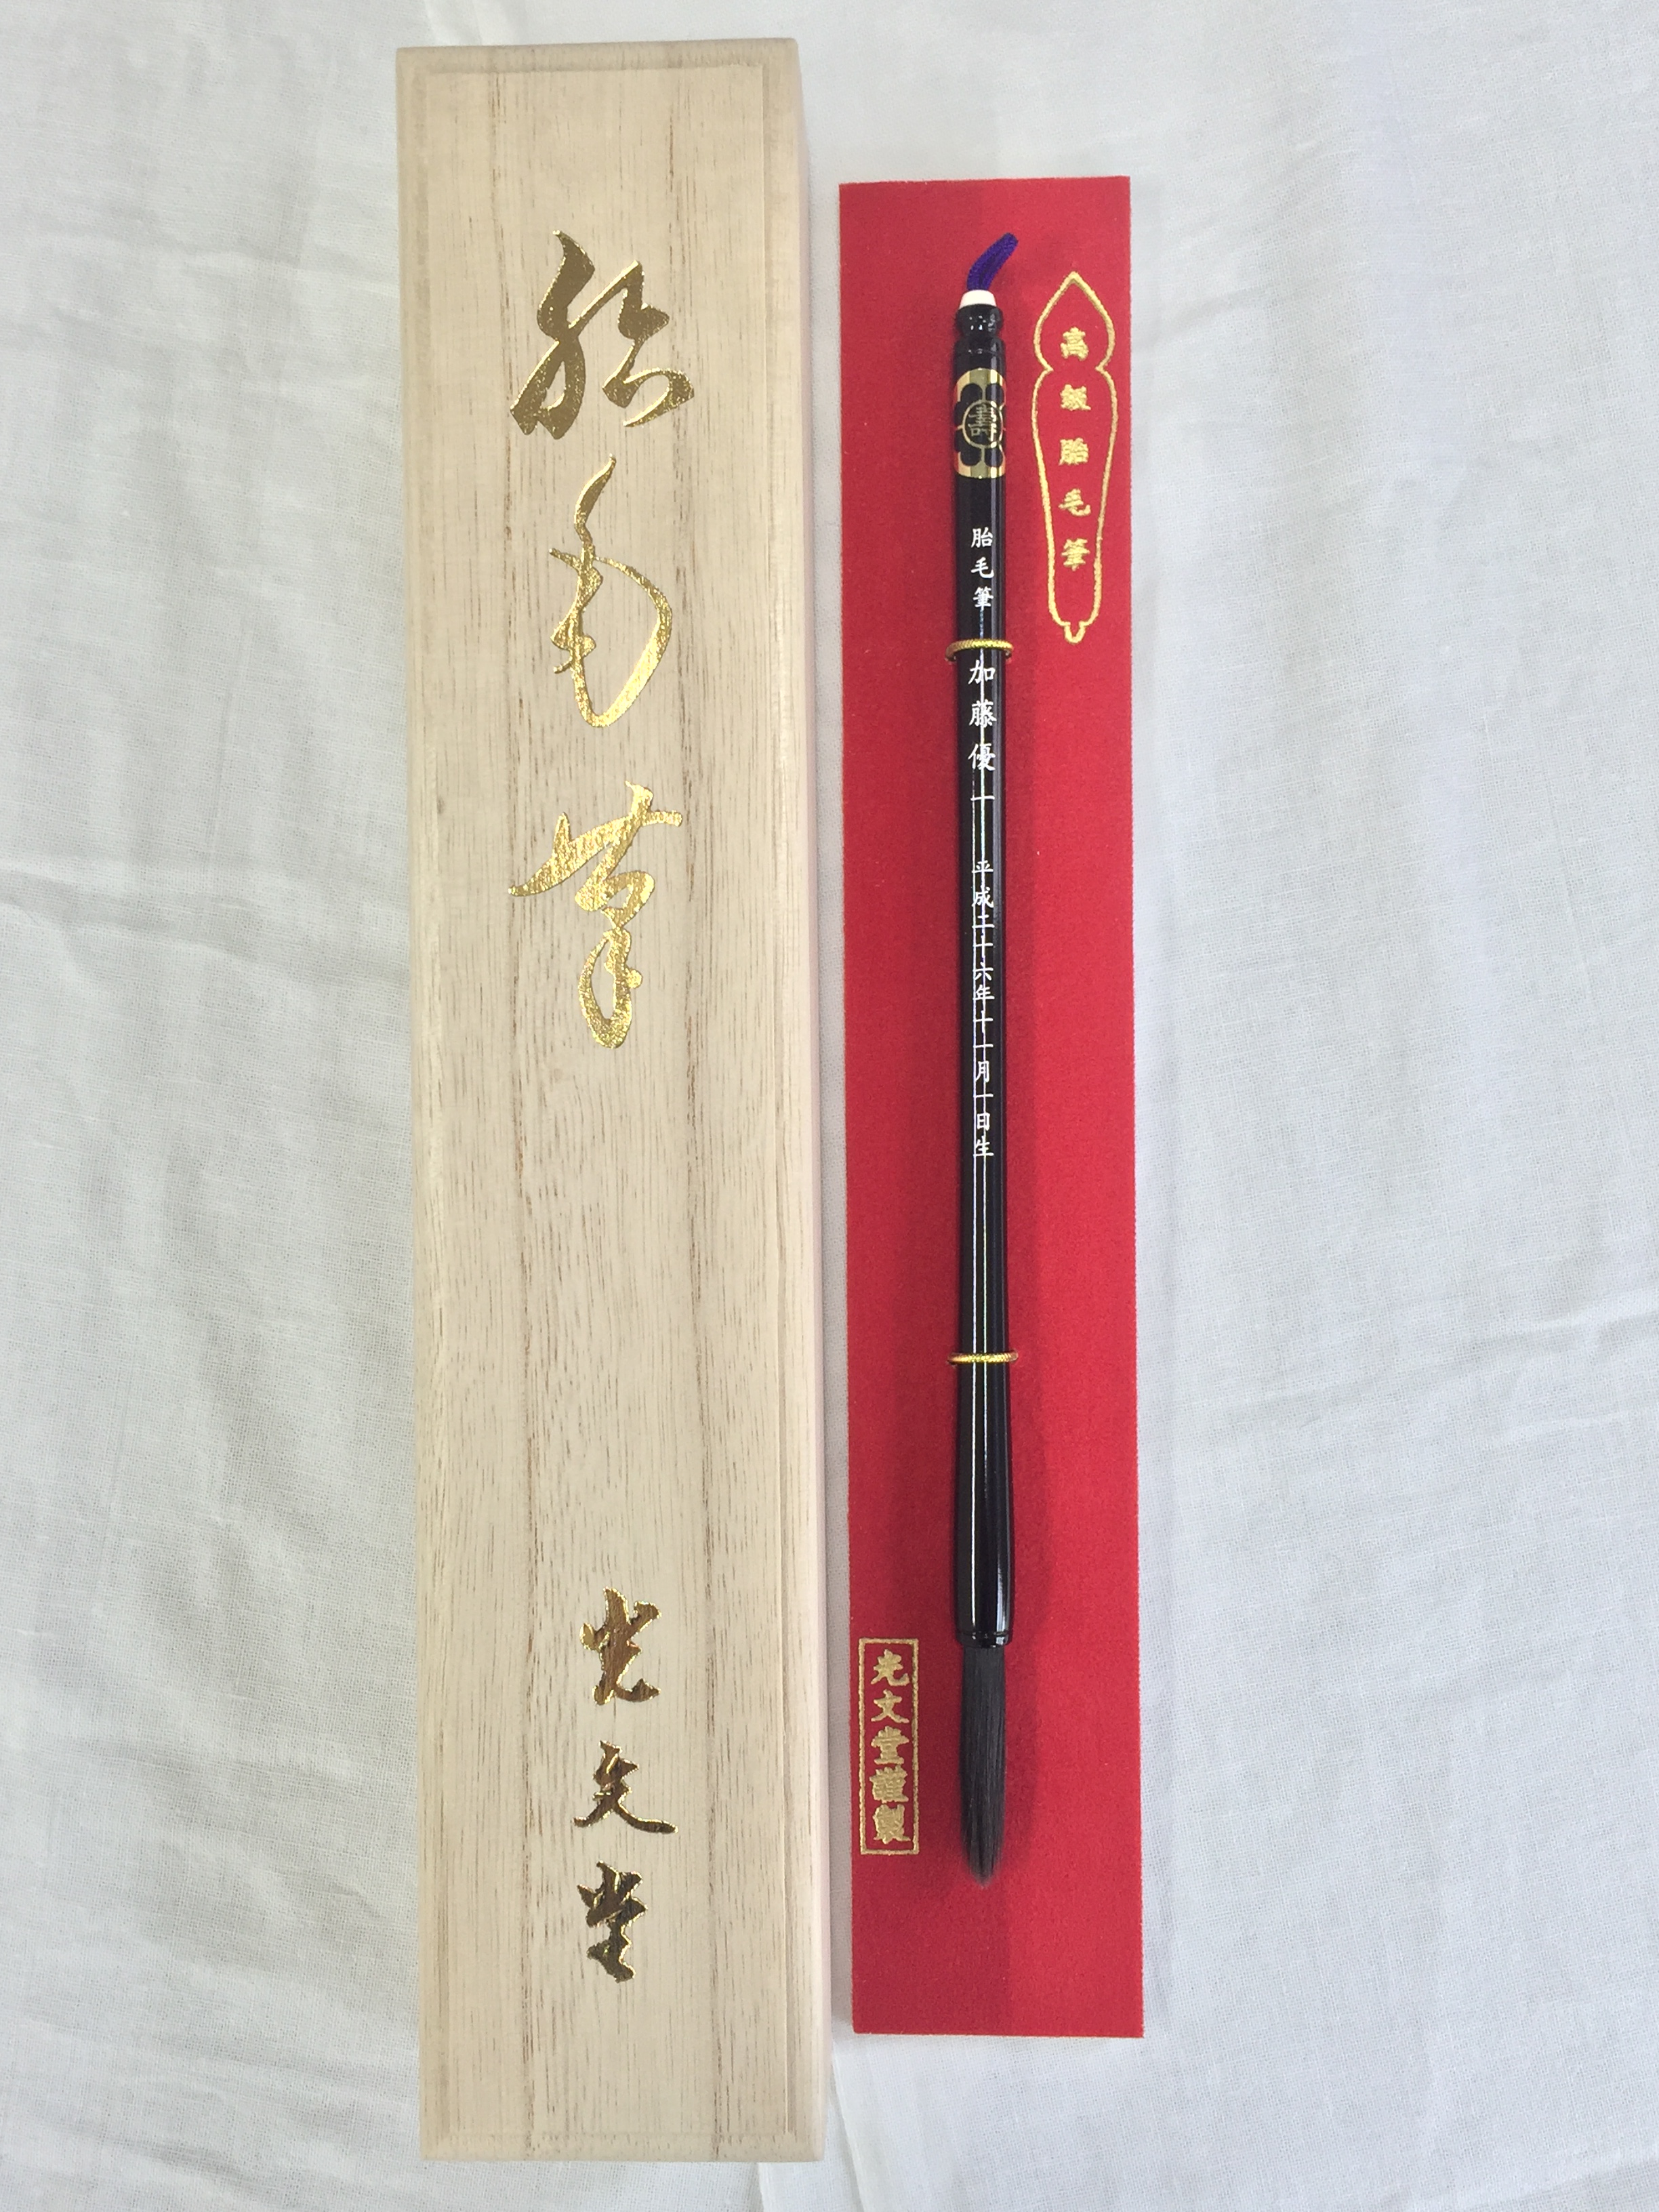 胎毛筆
光文堂
高級胎毛筆
壽
胎毛筆 加藤優一 平成二十六年十一月一日生
光文堂謹製